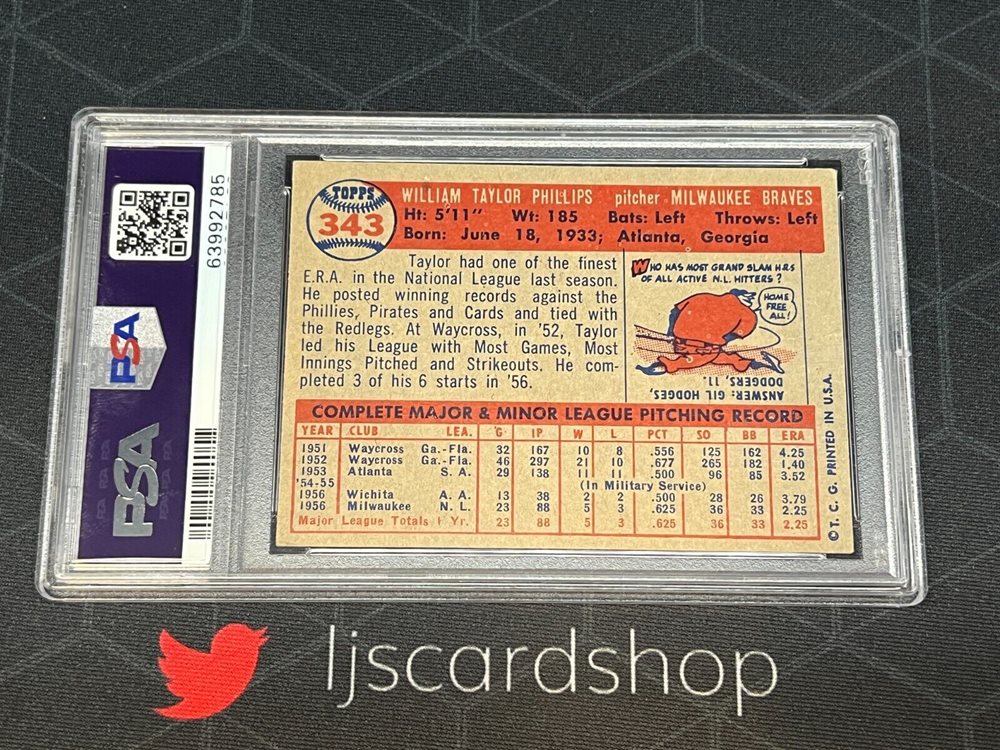 63992785
PSA
PSA
TOPPS
343
WILLIAM TAYLOR PHILLIPS pitcher MILWAUKEE BRAVES
Ht: 5'11" Wt: 185 Bats: Left Throws: Left
Born: June 18, 1933; Atlanta, Georgia
Taylor had one of the finest
E.R.A. in the National League last season.
He posted winning records against the
Phillies, Pirates and Cards and tied with
the Redlegs. At Waycross, in '52, Taylor
led his League with Most Games, Most
Innings Pitched and Strikeouts. He com-
pleted 3 of his 6 starts in '56.
WHO HAS MOST GRAND SLAM H.R.S
OF ALL ACTIVE N.L. HITTERS?
HOME
FREE
ALL!
ANSWER: GIL HODGES,
DODGERS, 11.
COMPLETE MAJOR & MINOR LEAGUE PITCHING RECORD
YEAR CLUB LEA. G IP W L PCT SO BB ERA
1951 Waycross Ga.-Fla. 32 167 10 8 .556 125 162 4.25
1952 Waycross Ga.-Fla. 46 297 21 10 .677 265 182 1.40
1953 Atlanta S. A. 29 138 11 11 .500 96 85 3.52
'54-55 (In Military Service)
1956 Wichita A. A. 13 38 2 2 .500 28 26 3.79
1956 Milwaukee N. L. 23 88 5 3 .625 36 33 2.25
Major League Totals 1 Yr. 23 88 5 3 .625 36 33 2.25
© T. C. G. PRINTED IN U.S.A.
ljscardshop